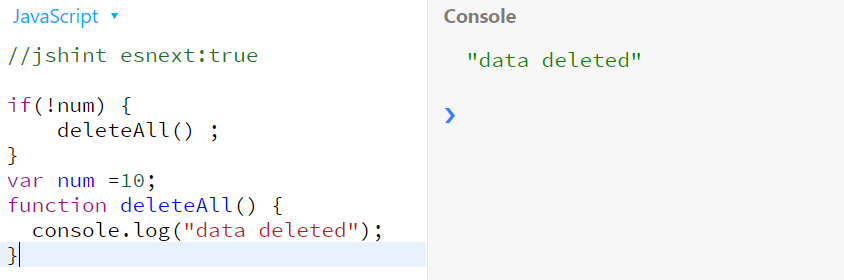 JavaScript ▾
Console
//jshint esnext:true
if(!num) {
    deleteAll() ;
}
var num =10;
function deleteAll() {
  console.log("data deleted");
}
"data deleted"
❯